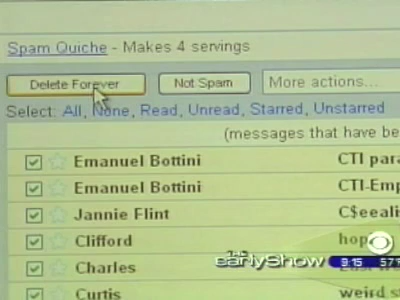 Spam Quiche - Makes 4 servings
Delete Forever Not Spam More actions...
Select: All, None, Read, Unread, Starred, Unstarred
(messages that have be
Emanuel Bottini CTI para
Emanuel Bottini CTI-Emp
Jannie Flint C$eeali
Clifford hop
Charles
Curtis weird s
THE
earlyShow
9:15 57°